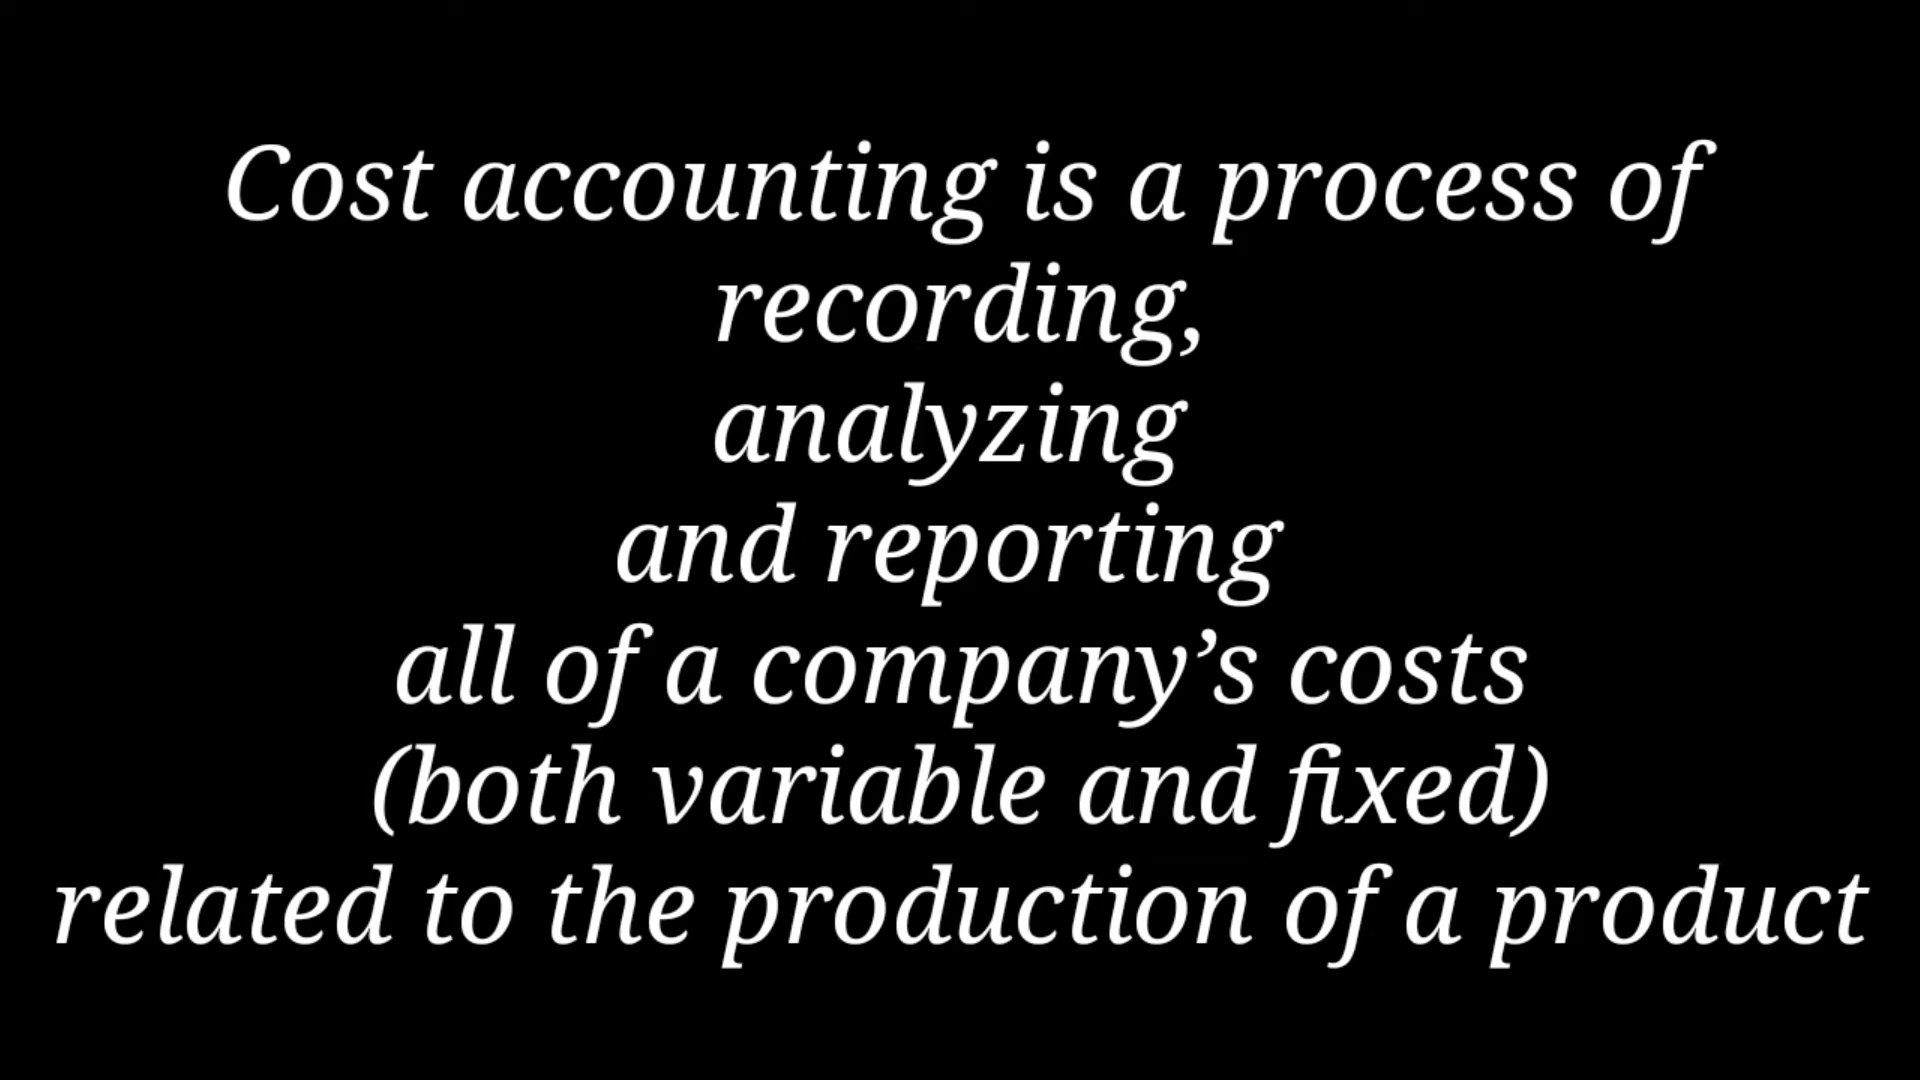 Cost accounting is a process of
recording,
analyzing
and reporting
all of a company’s costs
(both variable and fixed)
related to the production of a product